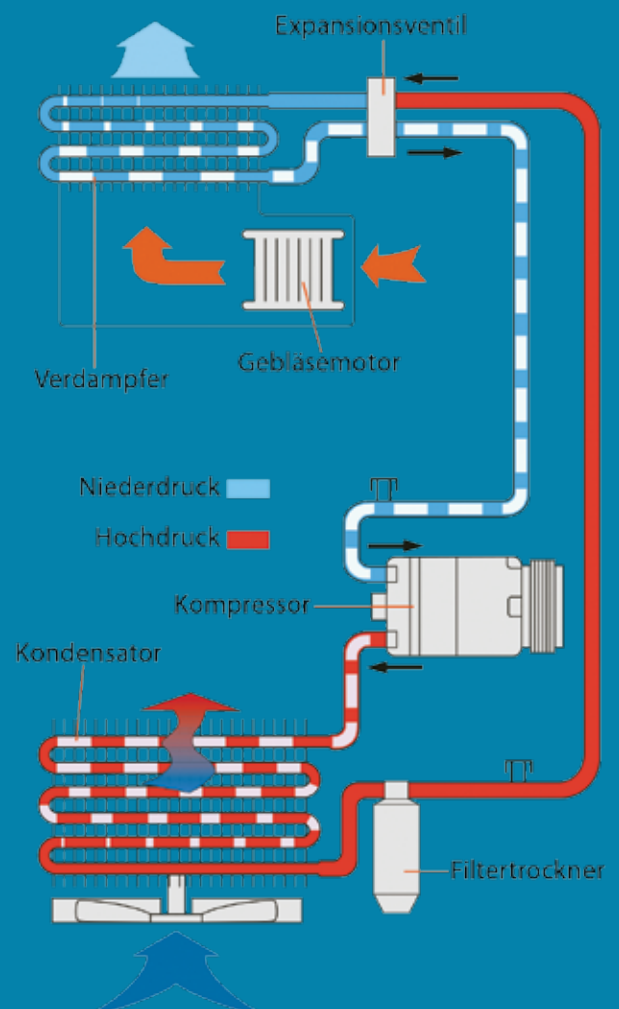 Expansionsventil
Gebläsemotor
Verdampfer
Niederdruck
Hochdruck
Kompressor
Kondensator
Filtertrockner